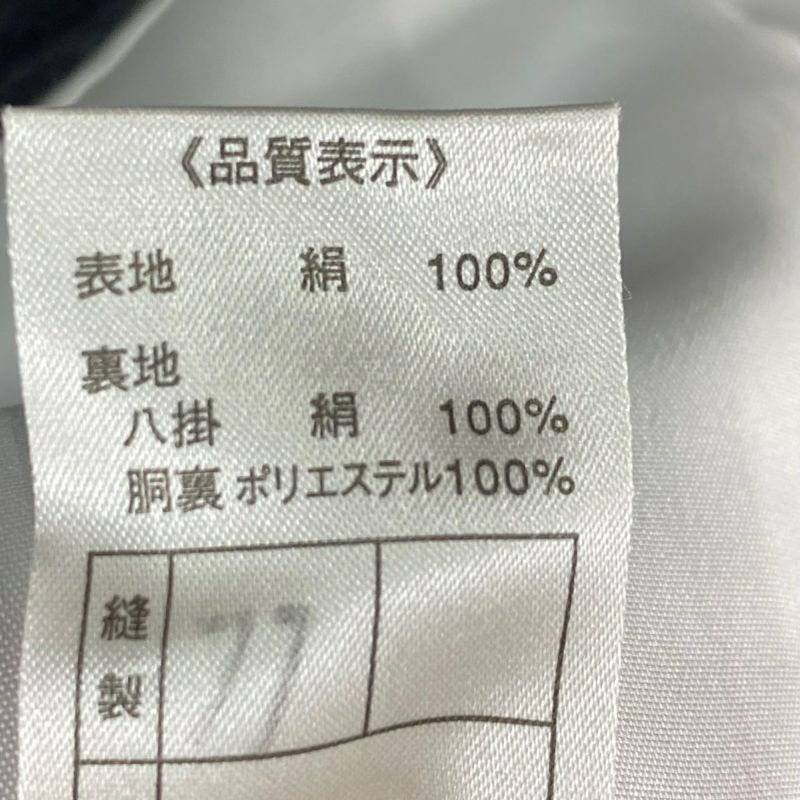 《品質表示》
表地 絹 100%
裏地
八掛 絹 100%
胴裏 ポリエステル100%
縫製